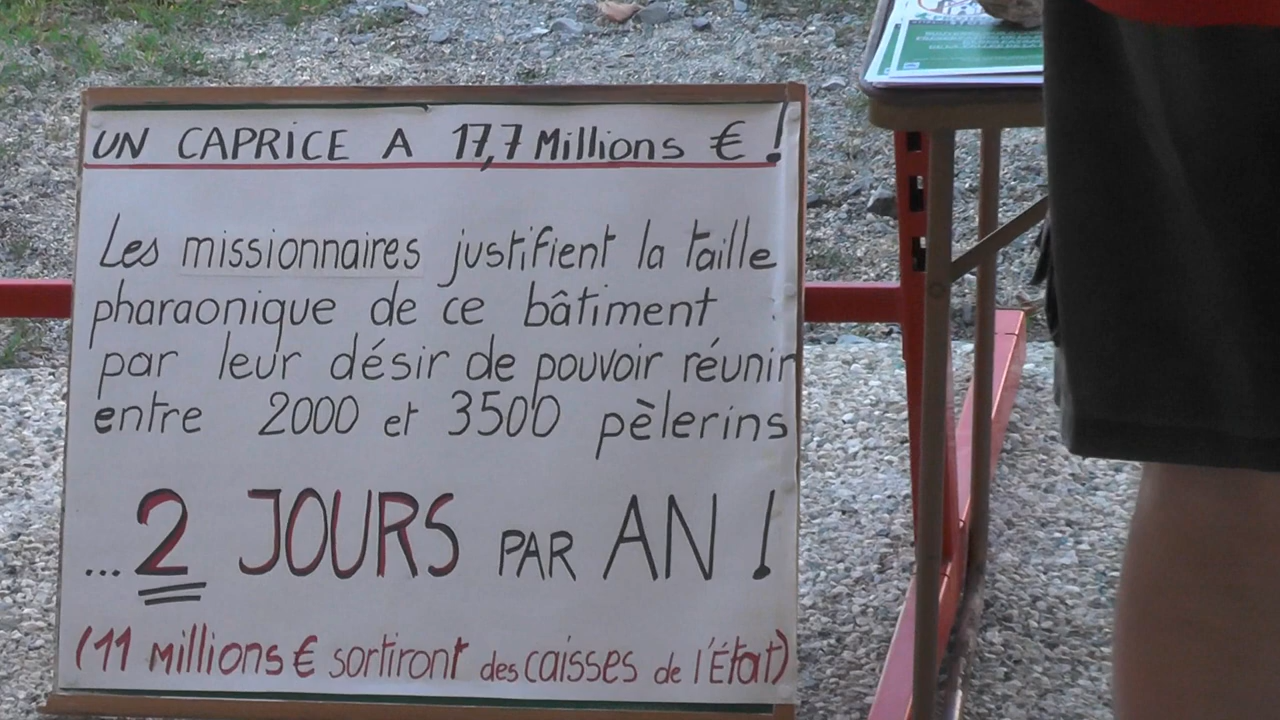 UN CAPRICE A 17,7 Millions € !
Les missionnaires justifient la taille
pharaonique de ce bâtiment
par leur désir de pouvoir réunir
entre 2000 et 3500 pèlerins
... 2 JOURS PAR AN !
(11 millions € sortiront des caisses de l'État)